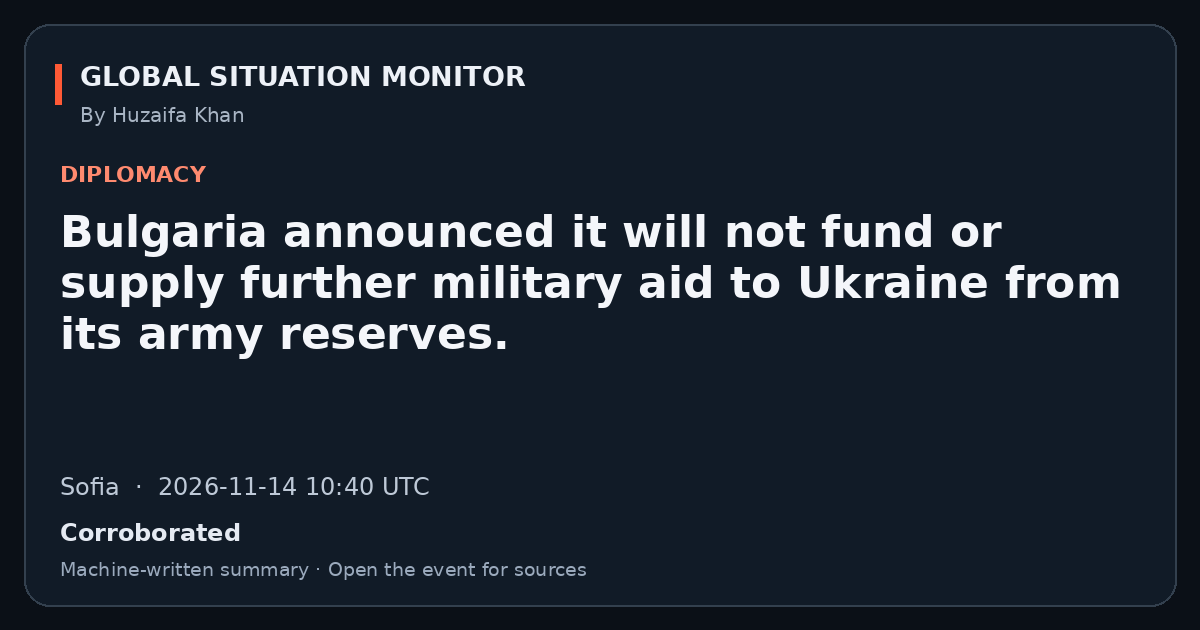 GLOBAL SITUATION MONITOR
By Huzaifa Khan
DIPLOMACY
Bulgaria announced it will not fund or
supply further military aid to Ukraine from
its army reserves.
Sofia · 2026-11-14 10:40 UTC
Corroborated
Machine-written summary · Open the event for sources